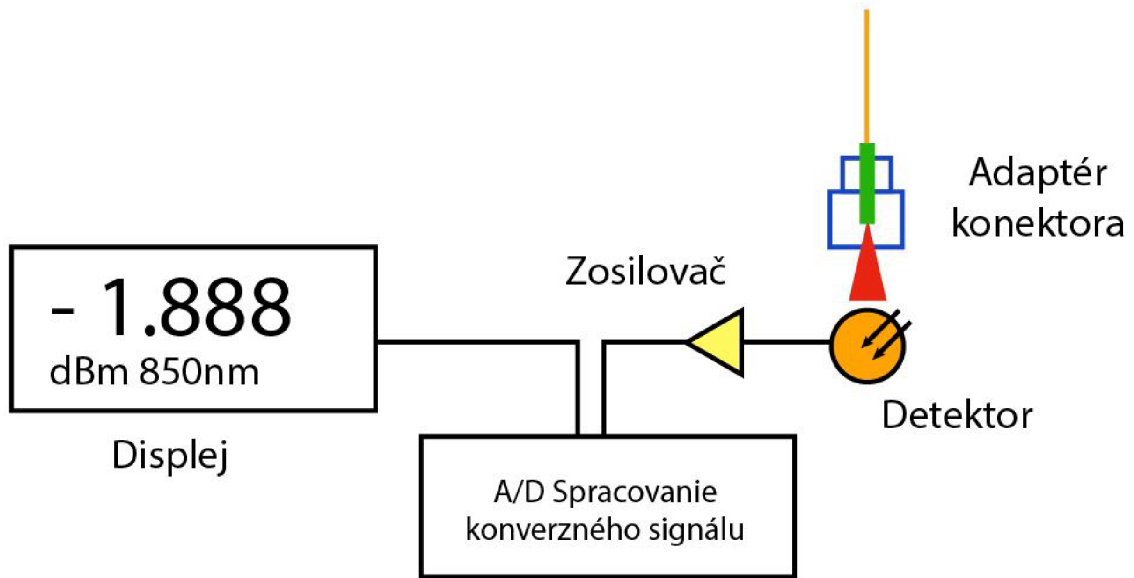 Adaptér
konektora
Zosilovač
- 1.888
dBm 850nm
Detektor
Displej
A/D Spracovanie
konverzného signálu